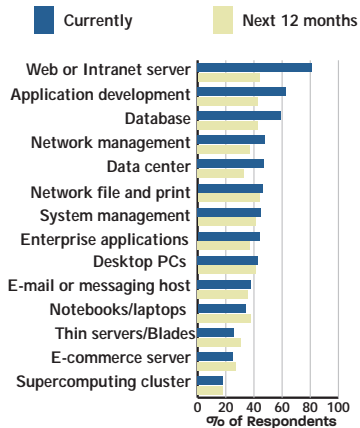 Currently
Next 12 months
Web or Intranet server
Application development
Database
Network management
Data center
Network file and print
System management
Enterprise applications
Desktop PCs
E-mail or messaging host
Notebooks/laptops
Thin servers/Blades
E-commerce server
Supercomputing cluster
0 20 40 60 80 100
% of Respondents